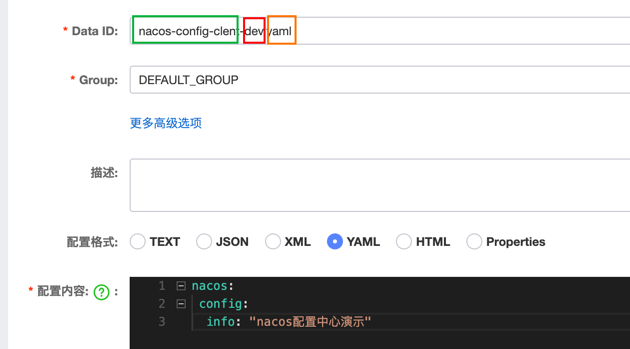 * Data ID: nacos-config-clent-dev.yaml
* Group: DEFAULT_GROUP
更多高级选项
描述:
配置格式: TEXT JSON XML YAML HTML Properties
* 配置内容: ? :
1 nacos:
2 config:
3 info: "nacos配置中心演示"